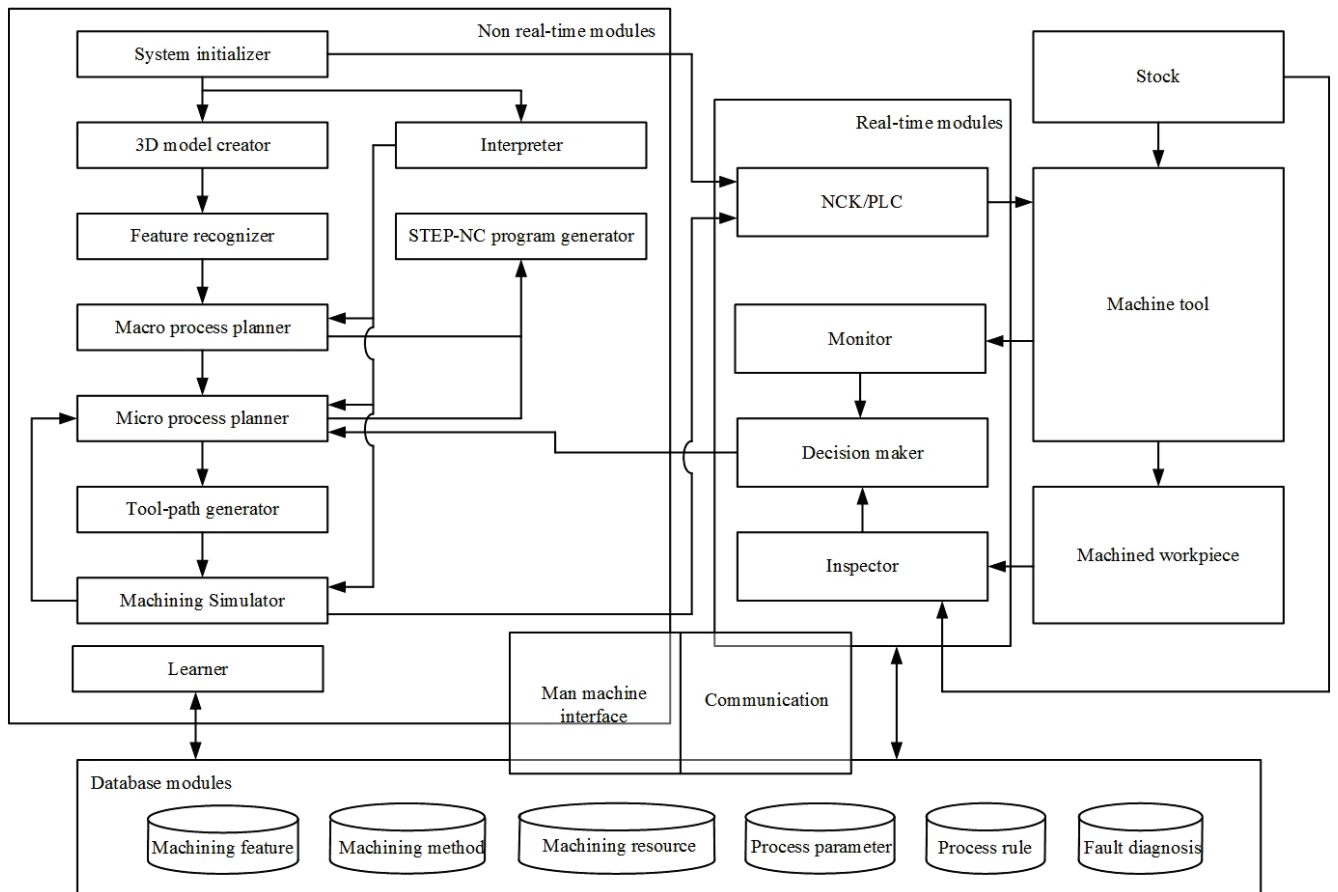 Non real-time modules
System initializer
3D model creator
Interpreter
Feature recognizer
STEP-NC program generator
Macro process planner
Micro process planner
Tool-path generator
Machining Simulator
Learner
Real-time modules
NCK/PLC
Monitor
Decision maker
Inspector
Stock
Machine tool
Machined workpiece
Man machine
interface
Communication
Database modules
Machining feature
Machining method
Machining resource
Process parameter
Process rule
Fault diagnosis